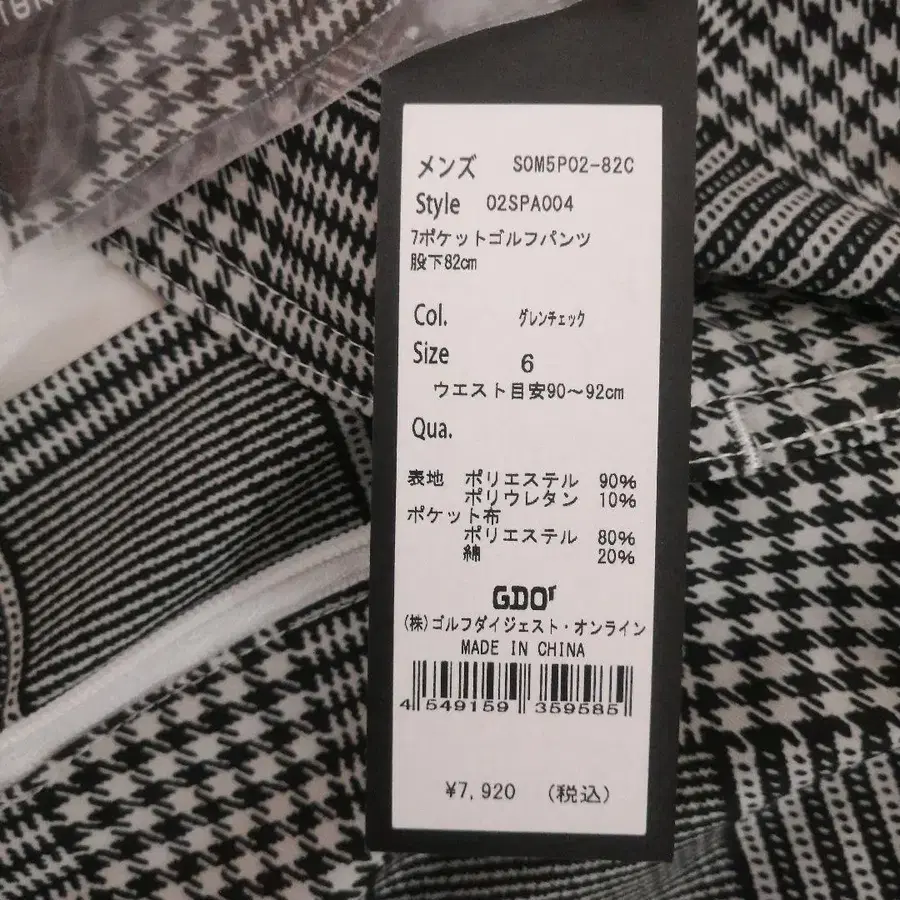 メンズ SOM5P02-82C
Style 02SPA004
7ポケットゴルフパンツ
股下82cm
Col. グレンチェック
Size 6
ウエスト目安90～92cm
Qua.
表地 ポリエステル 90%
ポリウレタン 10%
ポケット布
ポリエステル 80%
綿 20%
GDOr
(株)ゴルフダイジェスト・オンライン
MADE IN CHINA
4 549159 359585
¥7,920 (税込)